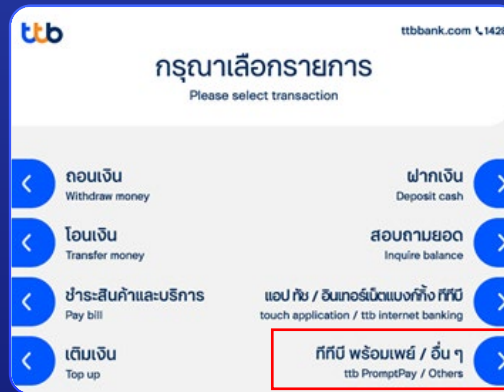 ttb
ttbbank.com 1428
กรุณาเลือกรายการ
Please select transaction
ถอนเงิน
Withdraw money
ฝากเงิน
Deposit cash
โอนเงิน
Transfer money
สอบถามยอด
Inquire balance
ชำระสินค้าและบริการ
Pay bill
แอป ทัช / อินเทอร์เน็ตแบงก์กิ้ง ทีทีบี
touch application / ttb internet banking
เติมเงิน
Top up
ทีทีบี พร้อมเพย์ / อื่น ๆ
ttb PromptPay / Others